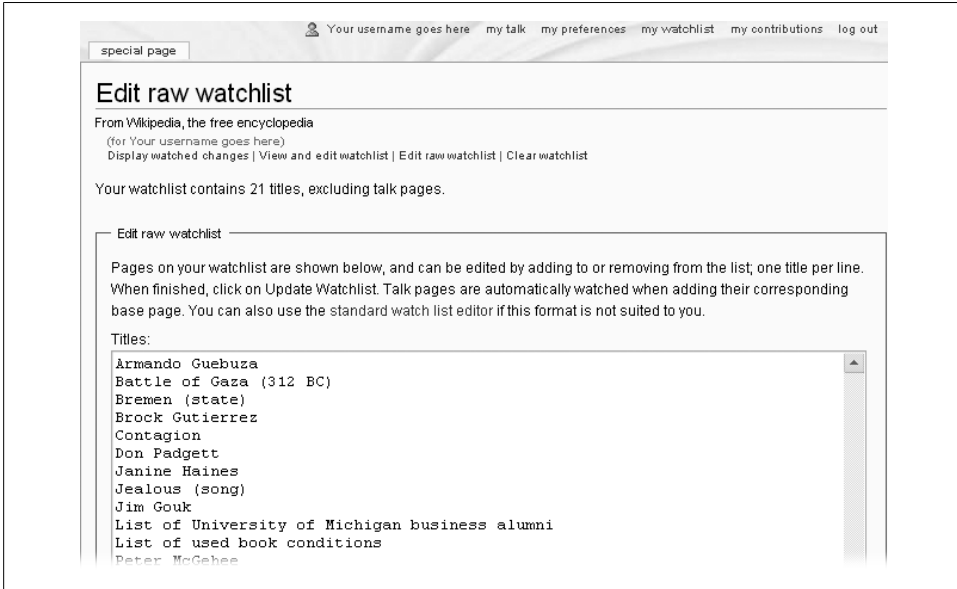 Your username goes here my talk my preferences my watchlist my contributions log out
special page
Edit raw watchlist
From Wikipedia, the free encyclopedia
(for Your username goes here)
Display watched changes | View and edit watchlist | Edit raw watchlist | Clear watchlist
Your watchlist contains 21 titles, excluding talk pages.
Edit raw watchlist
Pages on your watchlist are shown below, and can be edited by adding to or removing from the list; one title per line.
When finished, click on Update Watchlist. Talk pages are automatically watched when adding their corresponding
base page. You can also use the standard watch list editor if this format is not suited to you.
Titles:
Armando Guebuza
Battle of Gaza (312 BC)
Bremen (state)
Brock Gutierrez
Contagion
Don Padgett
Janine Haines
Jealous (song)
Jim Gouk
List of University of Michigan business alumni
List of used book conditions
Peter McGehee